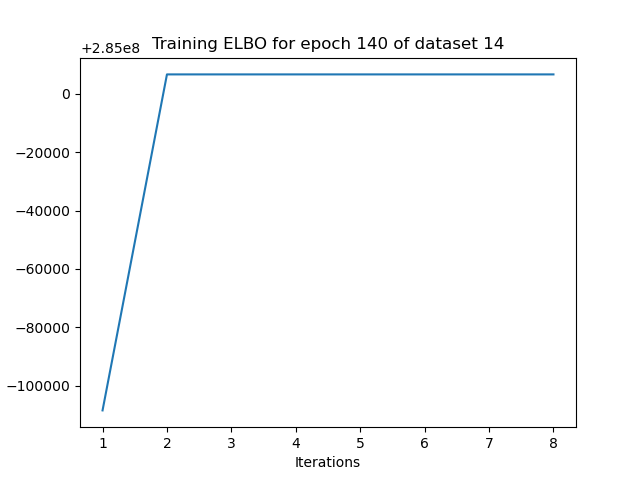 Training ELBO for epoch 140 of dataset 14
+2.85e8
0
−20000
−40000
−60000
−80000
−100000
1 2 3 4 5 6 7 8
Iterations